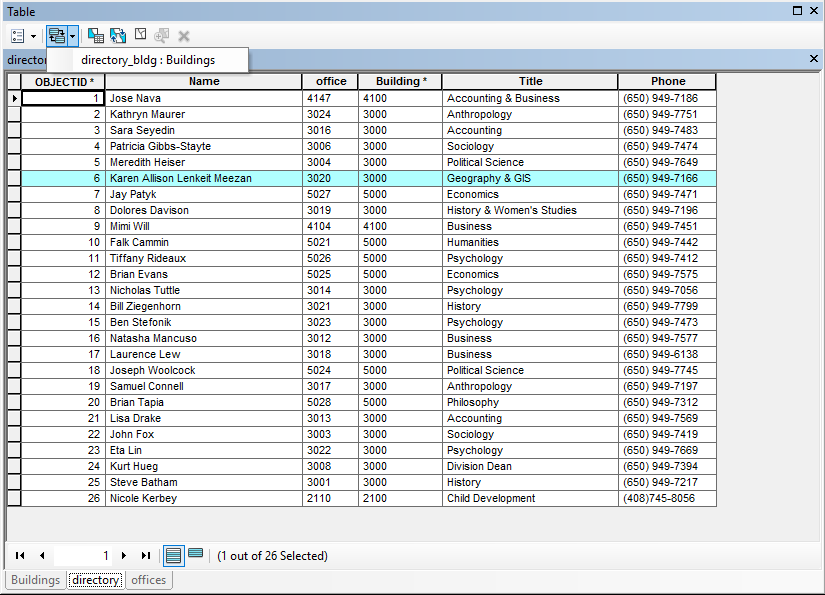 Table
directory_bldg : Buildings
OBJECTID * Name office Building * Title Phone
1 Jose Nava 4147 4100 Accounting & Business (650) 949-7186
2 Kathryn Maurer 3024 3000 Anthropology (650) 949-7751
3 Sara Seyedin 3016 3000 Accounting (650) 949-7483
4 Patricia Gibbs-Stayte 3006 3000 Sociology (650) 949-7474
5 Meredith Heiser 3004 3000 Political Science (650) 949-7649
6 Karen Allison Lenkeit Meezan 3020 3000 Geography & GIS (650) 949-7166
7 Jay Patyk 5027 5000 Economics (650) 949-7471
8 Dolores Davison 3019 3000 History & Women's Studies (650) 949-7196
9 Mimi Will 4104 4100 Business (650) 949-7451
10 Falk Cammin 5021 5000 Humanities (650) 949-7442
11 Tiffany Rideaux 5026 5000 Psychology (650) 949-7412
12 Brian Evans 5025 5000 Economics (650) 949-7575
13 Nicholas Tuttle 3014 3000 Psychology (650) 949-7056
14 Bill Ziegenhorn 3021 3000 History (650) 949-7799
15 Ben Stefonik 3023 3000 Psychology (650) 949-7473
16 Natasha Mancuso 3012 3000 Business (650) 949-7577
17 Laurence Lew 3018 3000 Business (650) 949-6138
18 Joseph Woolcock 5024 5000 Political Science (650) 949-7745
19 Samuel Connell 3017 3000 Anthropology (650) 949-7197
20 Brian Tapia 5028 5000 Philosophy (650) 949-7312
21 Lisa Drake 3013 3000 Accounting (650) 949-7569
22 John Fox 3003 3000 Sociology (650) 949-7419
23 Eta Lin 3022 3000 Psychology (650) 949-7669
24 Kurt Hueg 3008 3000 Division Dean (650) 949-7394
25 Steve Batham 3001 3000 History (650) 949-7217
26 Nicole Kerbey 2110 2100 Child Development (408)745-8056
1 (1 out of 26 Selected)
Buildings directory offices